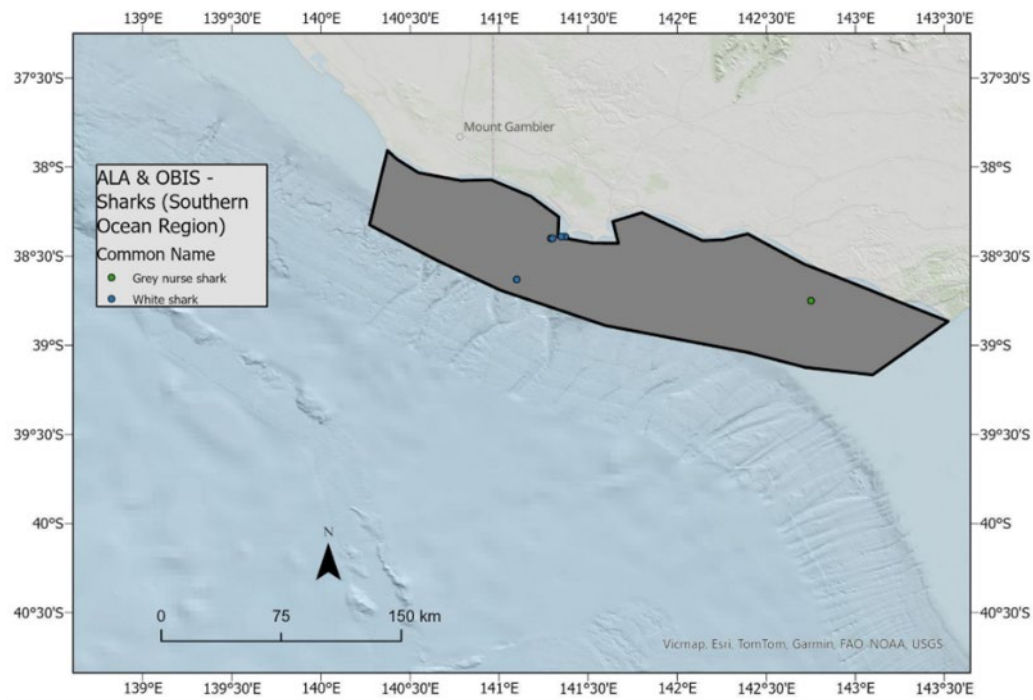 139°E 139°30'E 140°E 140°30'E 141°E 141°30'E 142°E 142°30'E 143°E 143°30'E
37°30'S 37°30'S
Mount Gambier
38°S 38°S
ALA & OBIS -
Sharks (Southern
Ocean Region)
Common Name
Grey nurse shark
White shark
38°30'S 38°30'S
39°S 39°S
39°30'S 39°30'S
40°S 40°S
N
0 75 150 km
40°30'S 40°30'S
Vicmap, Esri, TomTom, Garmin, FAO, NOAA, USGS
139°E 139°30'E 140°E 140°30'E 141°E 141°30'E 142°E 142°30'E 143°E 143°30'E